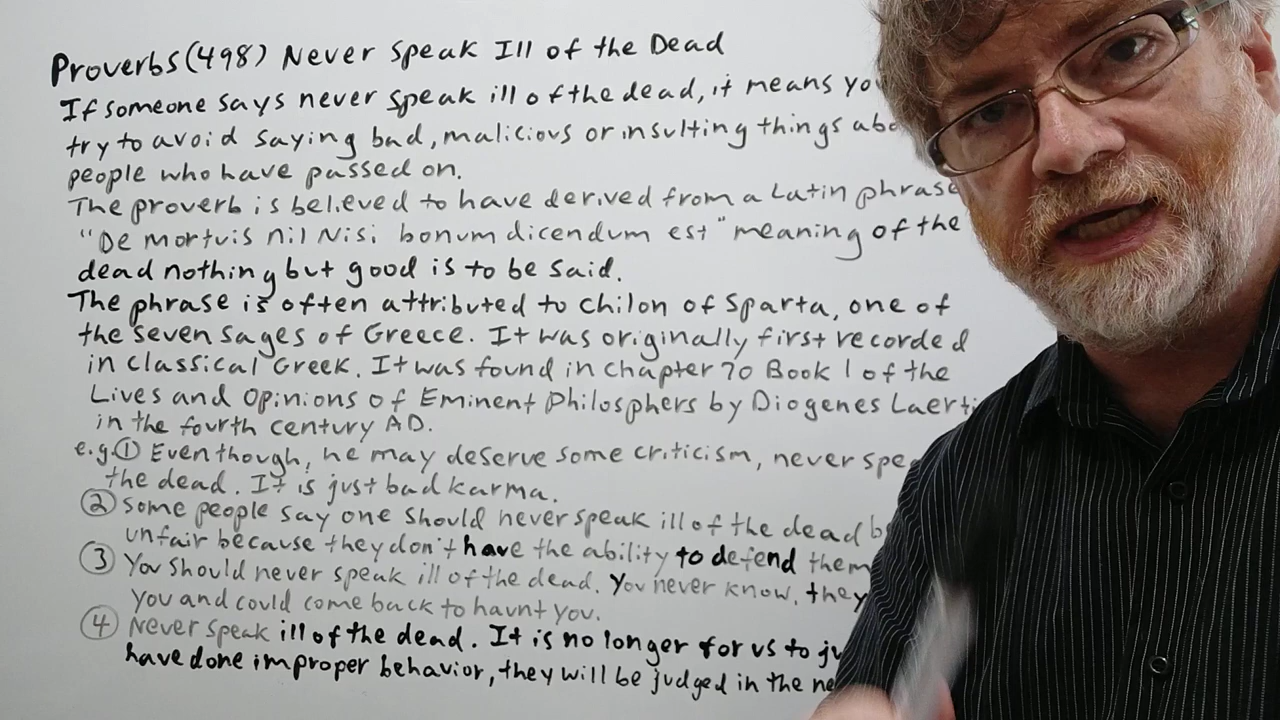 Proverbs (498) Never Speak Ill of the Dead
If someone says never speak ill of the dead, it means
try to avoid saying bad, malicious or insulting things
people who have passed on.
The proverb is believed to have derived from a Latin phrase
"De mortuis nil Nisi bonum dicendum est" meaning of the
dead nothing but good is to be said.
The phrase is often attributed to Chilon of Sparta, one of
the seven sages of Greece. It was originally first recorded
in classical Greek. It was found in chapter 70 Book 1 of the
Lives and Opinions of Eminent Philosphers by Diogenes
in the fourth century AD.
e.g. ① Even though, he may deserve some criticism, never
the dead. It is just bad karma.
② Some people say one should never speak ill of the dead
unfair because they don't have the ability to defend
③ You should never speak ill of the dead. You never know, they
you and could come back to haunt you.
④ Never speak ill of the dead. It is no longer for us to
have done improper behavior, they will be judged in the